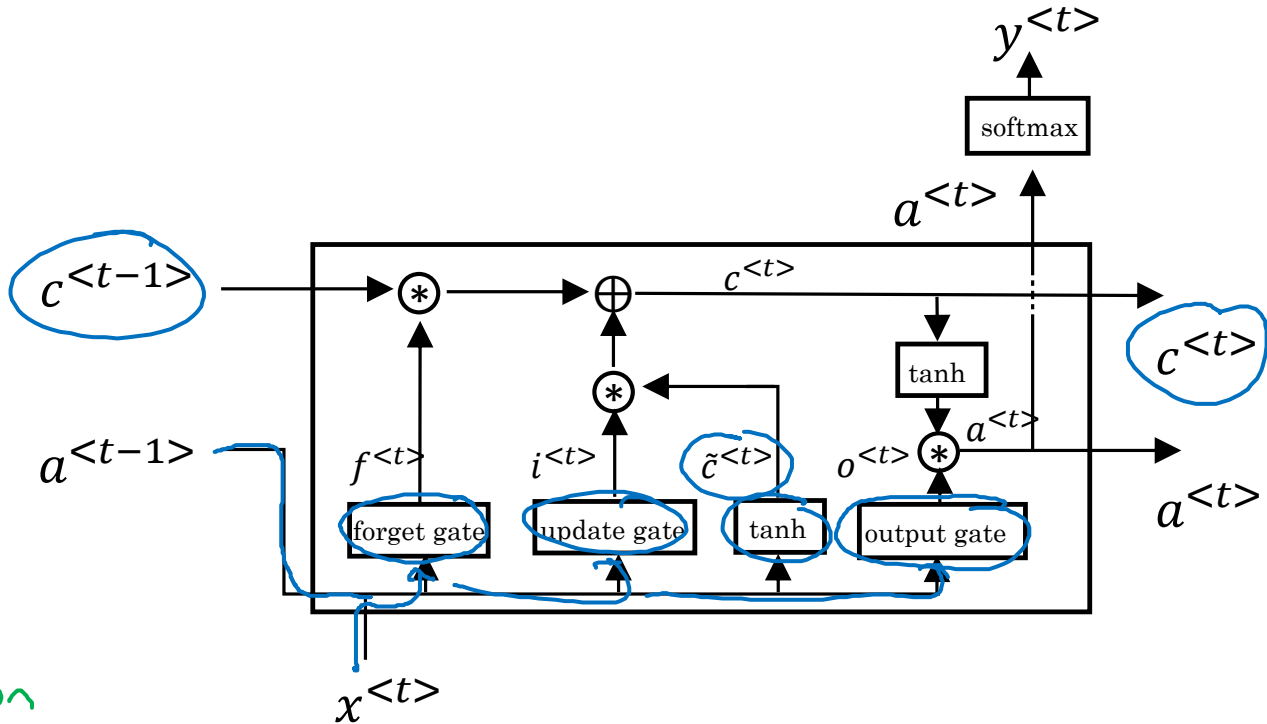 y^{<t>}
softmax
a^{<t>}
c^{<t-1>}
*
⊕
c^{<t>}
c^{<t>}
tanh
*
a^{<t-1>}
f^{<t>}
i^{<t>}
c̃^{<t>}
o^{<t>}
*
a^{<t>}
a^{<t>}
forget gate
update gate
tanh
output gate
x^{<t>}